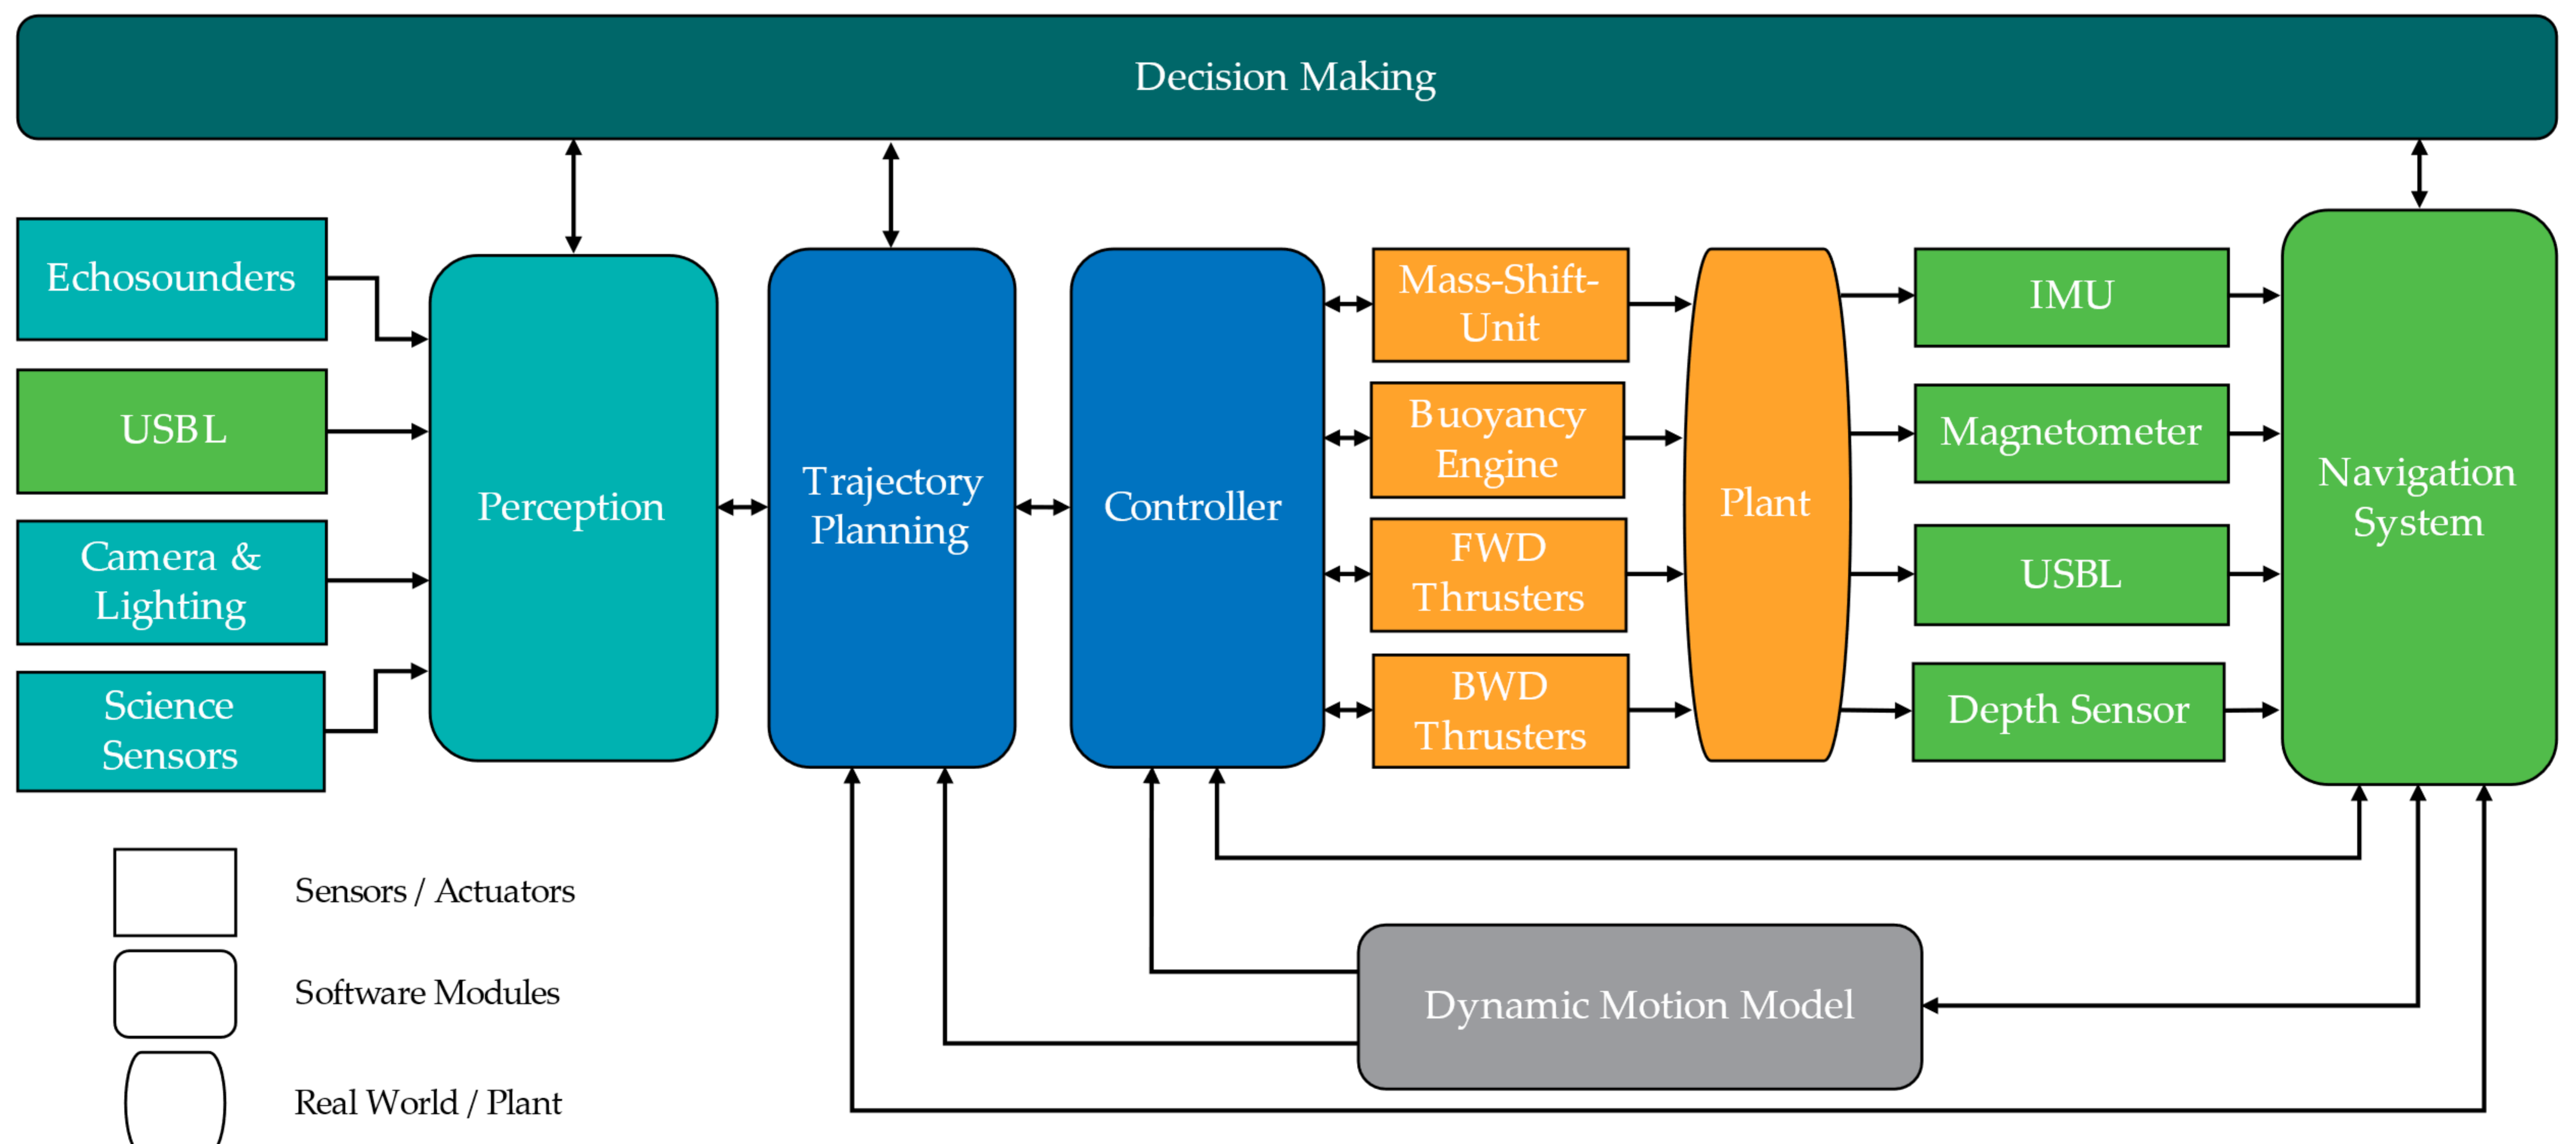 Decision Making
Echosounders
USBL
Camera &
Lighting
Science
Sensors
Perception
Trajectory
Planning
Controller
Mass-Shift-
Unit
Buoyancy
Engine
FWD
Thrusters
BWD
Thrusters
Plant
IMU
Magnetometer
USBL
Depth Sensor
Navigation
System
Dynamic Motion Model
Sensors / Actuators
Software Modules
Real World / Plant